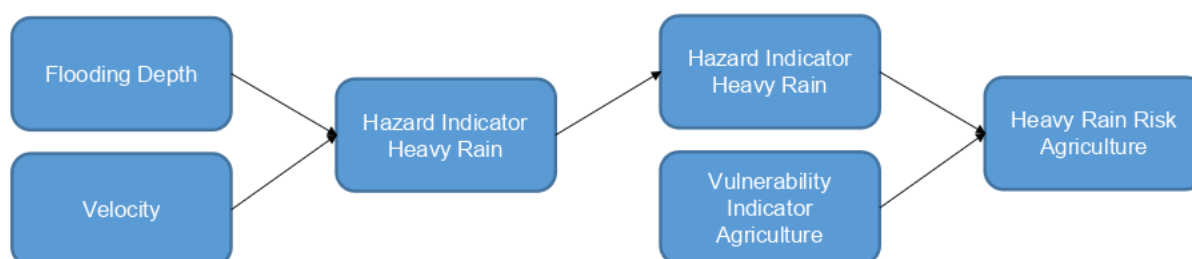 Flooding Depth
Velocity
Hazard Indicator
Heavy Rain
Hazard Indicator
Heavy Rain
Vulnerability
Indicator
Agriculture
Heavy Rain Risk
Agriculture